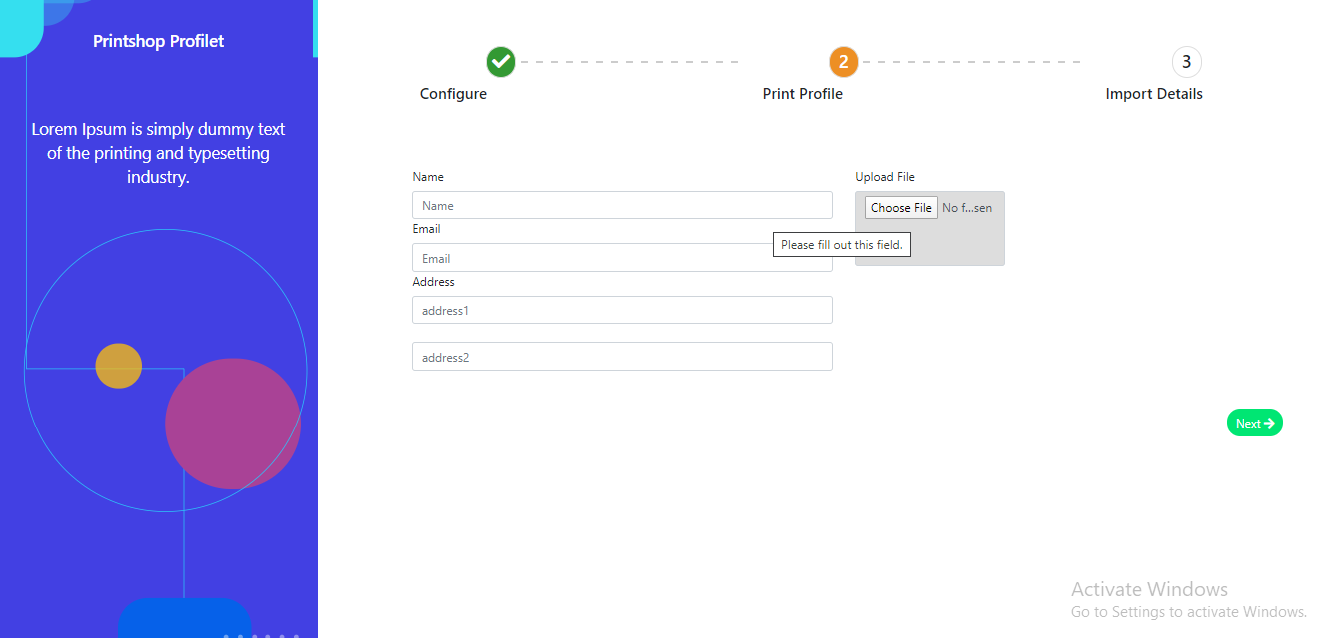 Printshop Profilet
Lorem Ipsum is simply dummy text
of the printing and typesetting
industry.
2
3
Configure
Print Profile
Import Details
Name
Name
Email
Email
Address
address1
address2
Upload File
Choose File No f...sen
Please fill out this field.
Next
Activate Windows
Go to Settings to activate Windows.